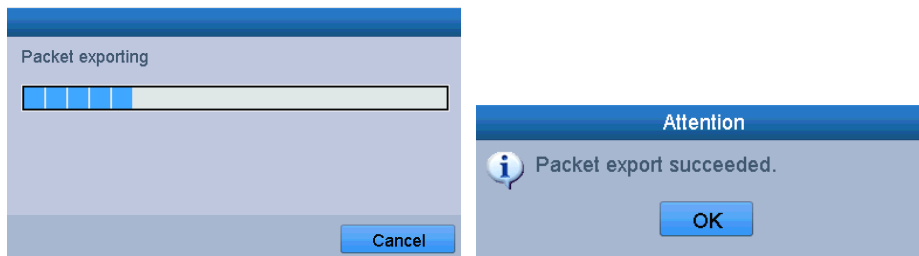 Packet exporting
Cancel
Attention
Packet export succeeded.
OK